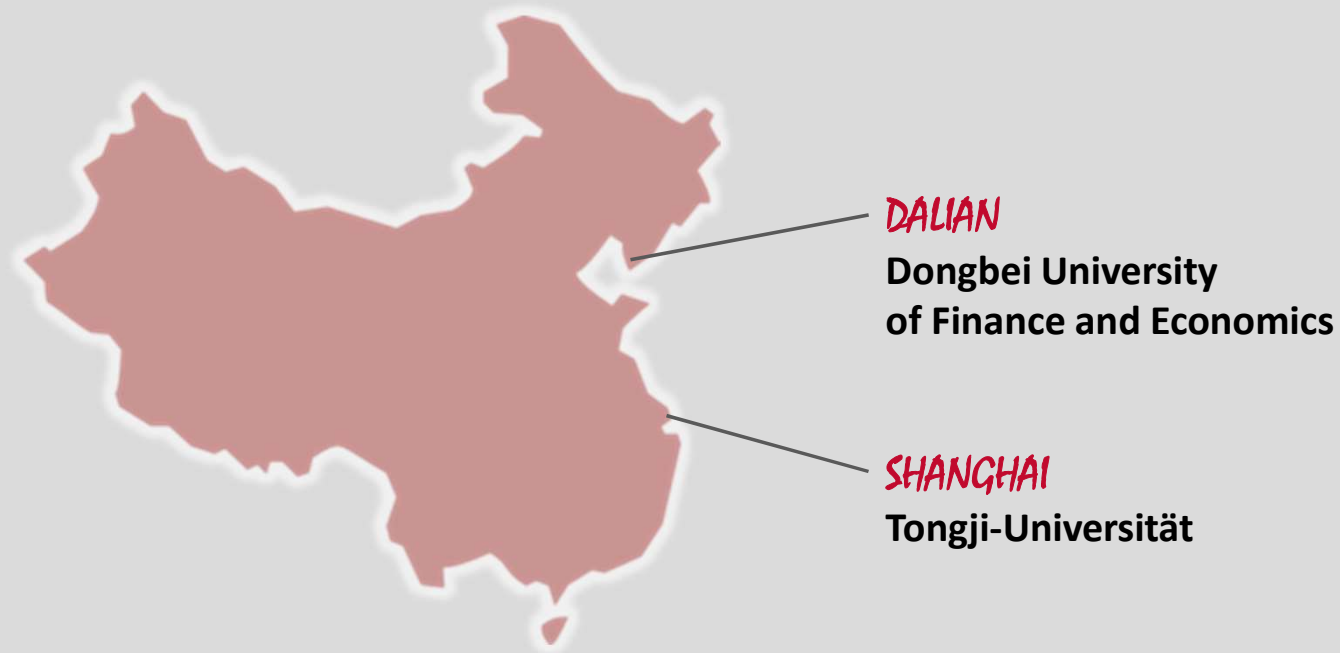 DALIAN
Dongbei University
of Finance and Economics
SHANGHAI
Tongji-Universität